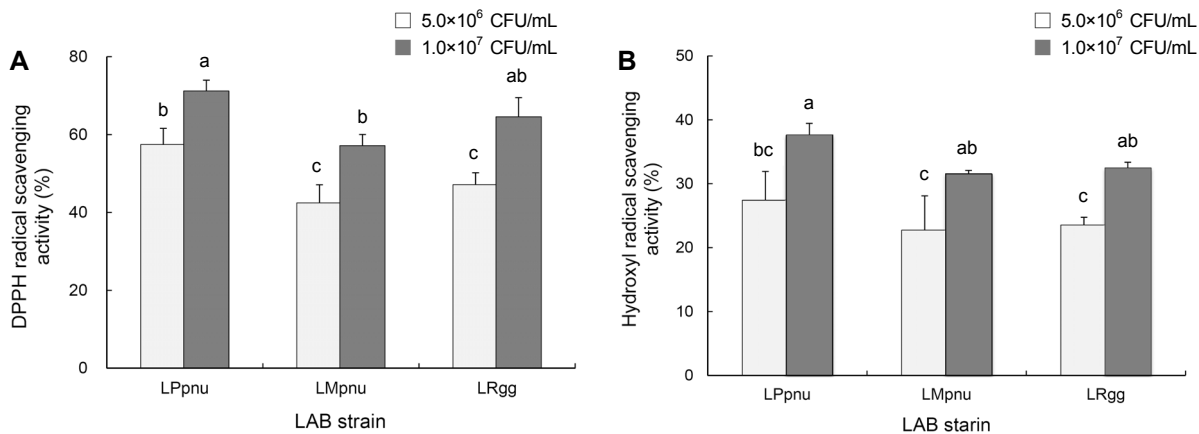 A
5.0×10⁶ CFU/mL
1.0×10⁷ CFU/mL
DPPH radical scavenging
activity (%)
80
60
40
20
0
b
a
c
b
c
ab
LPpnu
LMpnu
LRgg
LAB strain
B
5.0×10⁶ CFU/mL
1.0×10⁷ CFU/mL
Hydroxyl radical scavenging
activity (%)
50
40
30
20
10
0
bc
a
c
ab
c
ab
LPpnu
LMpnu
LRgg
LAB starin